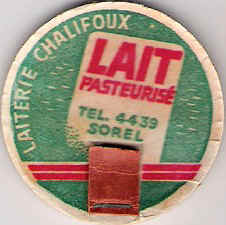 LAITERIE CHALIFOUX
LAIT
PASTEURISÉ
TEL. 4439
SOREL